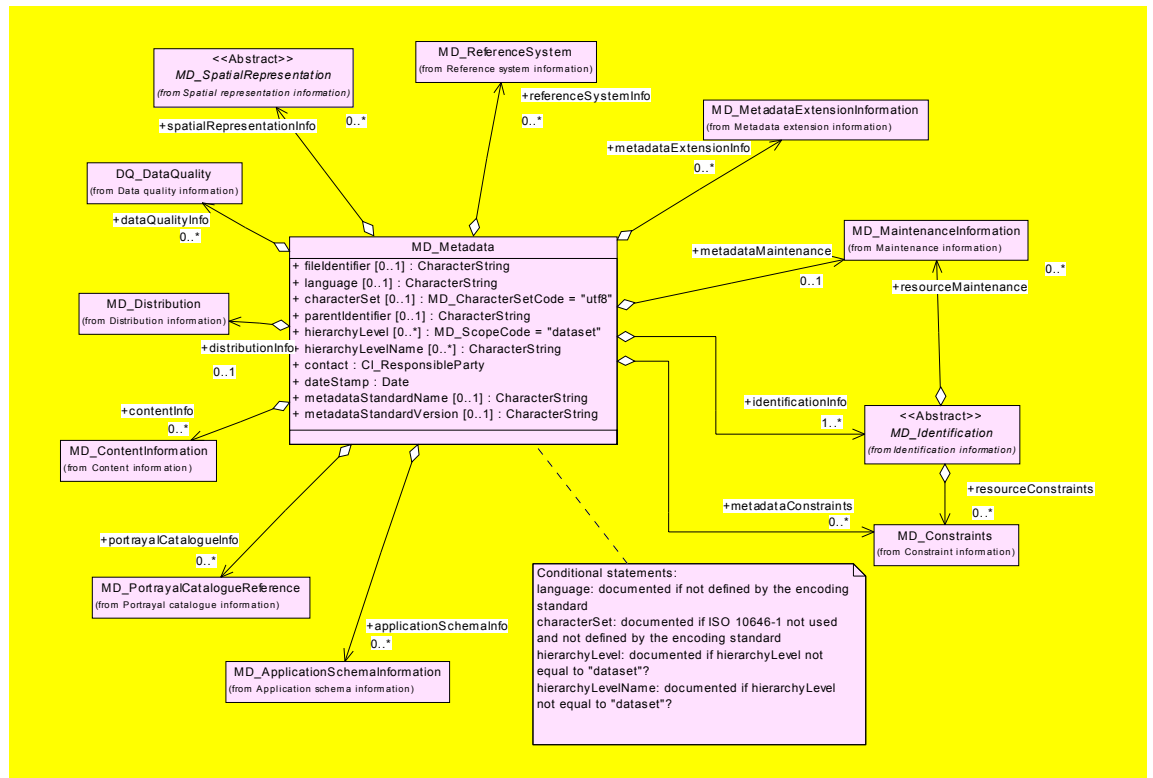 <<Abstract>>
MD_SpatialRepresentation
(from Spatial representation information)
MD_ReferenceSystem
(from Reference system information)
+spatialRepresentationInfo
0..*
+referenceSystemInfo
0..*
MD_MetadataExtensionInformation
(from Metadata extension information)
+metadataExtensionInfo
0..*
DQ_DataQuality
(from Data quality information)
+dataQualityInfo
0..*
MD_Metadata
+ fileIdentifier [0..1] : CharacterString
+ language [0..1] : CharacterString
+ characterSet [0..1] : MD_CharacterSetCode = "utf8"
+ parentIdentifier [0..1] : CharacterString
+ hierarchyLevel [0..*] : MD_ScopeCode = "dataset"
+ hierarchyLevelName [0..*] : CharacterString
+ contact : CI_ResponsibleParty
+ dateStamp : Date
+ metadataStandardName [0..1] : CharacterString
+ metadataStandardVersion [0..1] : CharacterString
MD_MaintenanceInformation
(from Maintenance information)
+metadataMaintenance
0..1
0..*
+resourceMaintenance
MD_Distribution
(from Distribution information)
+distributionInfo
0..1
+contentInfo
0..*
MD_ContentInformation
(from Content information)
+identificationInfo
1..*
<<Abstract>>
MD_Identification
(from Identification information)
+resourceConstraints
0..*
+metadataConstraints
0..*
MD_Constraints
(from Constraint information)
+portrayalCatalogueInfo
0..*
MD_PortrayalCatalogueReference
(from Portrayal catalogue information)
+applicationSchemaInfo
0..*
MD_ApplicationSchemaInformation
(from Application schema information)
Conditional statements:
language: documented if not defined by the encoding
standard
characterSet: documented if ISO 10646-1 not used
and not defined by the encoding standard
hierarchyLevel: documented if hierarchyLevel not
equal to "dataset"?
hierarchyLevelName: documented if hierarchyLevel
not equal to "dataset"?